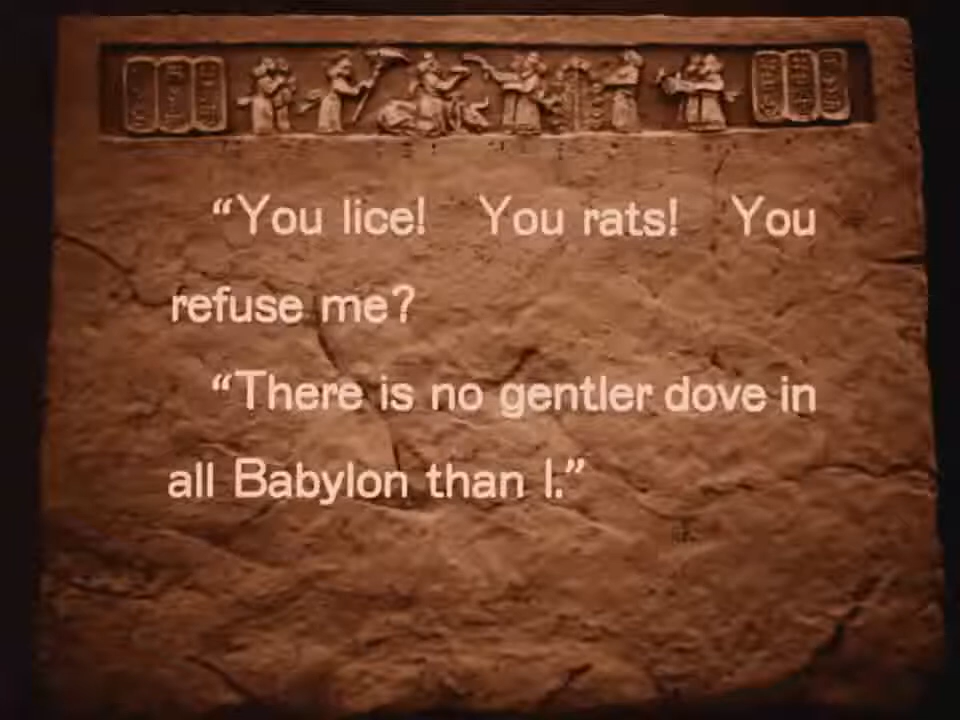 “You lice! You rats! You
refuse me?
“There is no gentler dove in
all Babylon than I.”